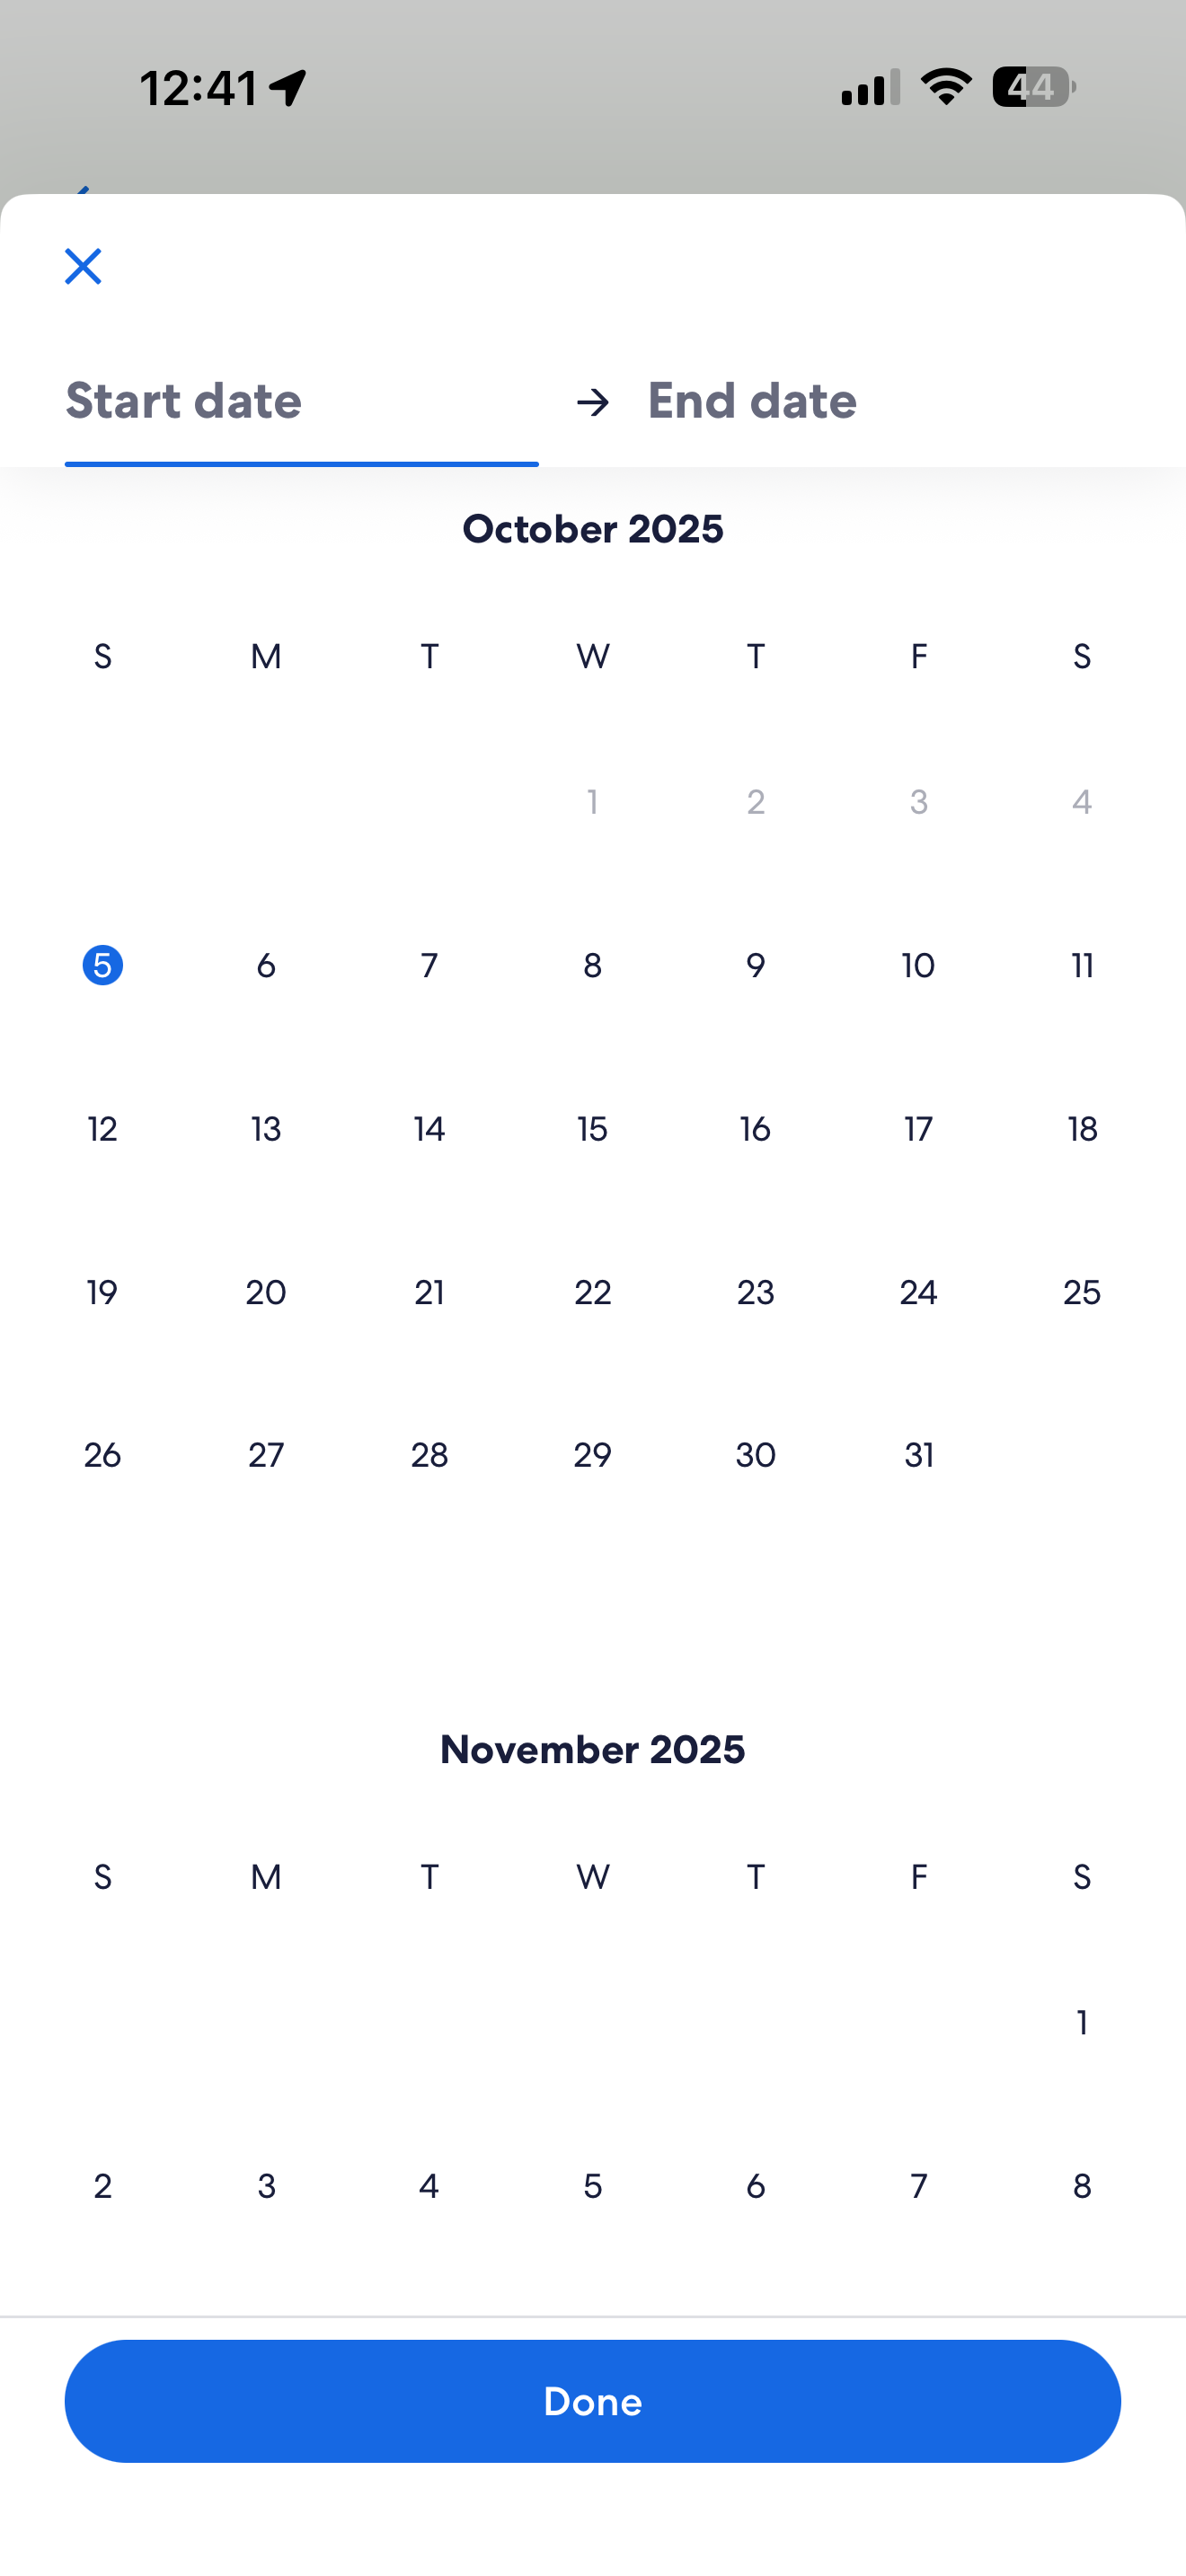 12:41 44
Start date → End date
October 2025
S M T W T F S
1 2 3 4
5 6 7 8 9 10 11
12 13 14 15 16 17 18
19 20 21 22 23 24 25
26 27 28 29 30 31
November 2025
S M T W T F S
1
2 3 4 5 6 7 8
Done